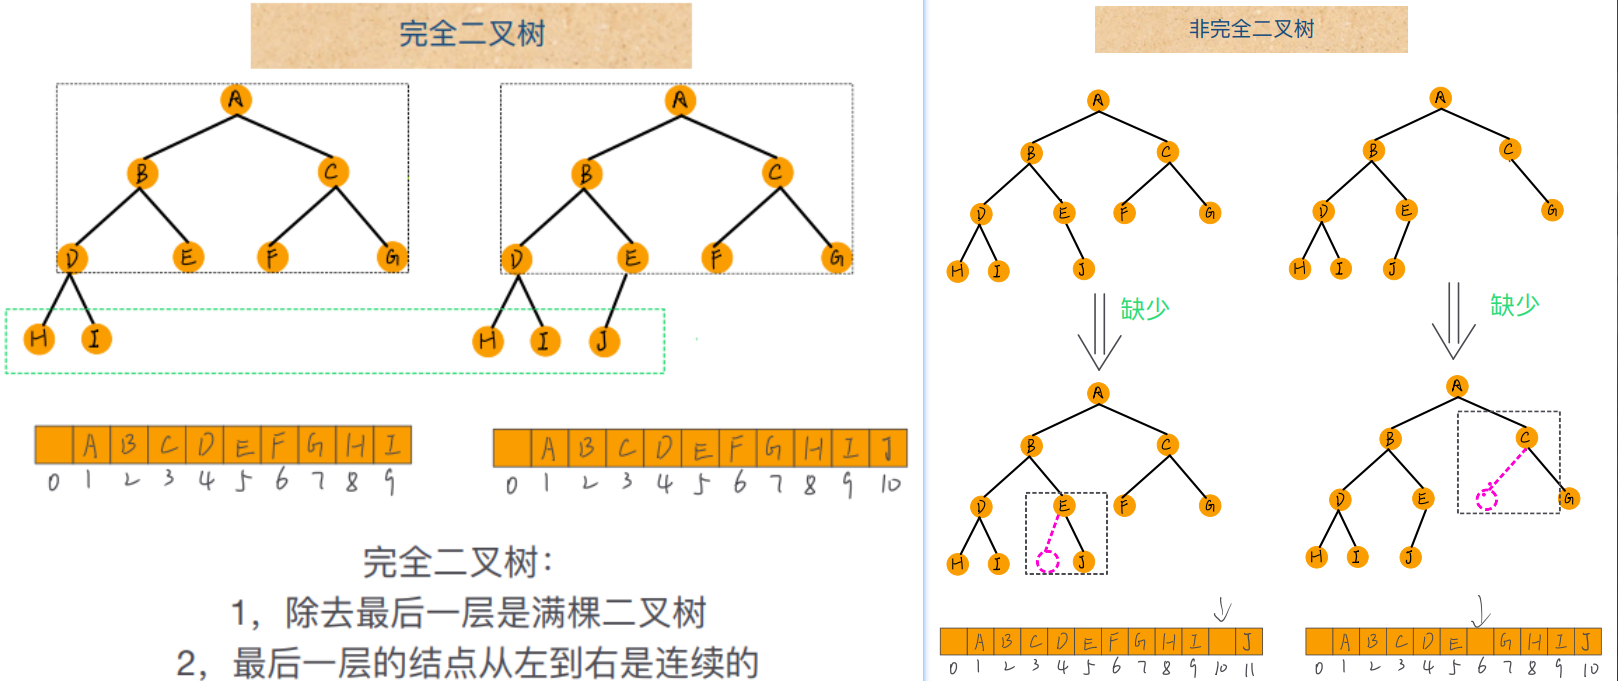 完全二叉树
A
B C
D E F G
H I
A
B C
D E F G
H I J
A B C D E F G H I
0 1 2 3 4 5 6 7 8 9
A B C D E F G H I J
0 1 2 3 4 5 6 7 8 9 10
完全二叉树：
1，除去最后一层是满棵二叉树
2，最后一层的结点从左到右是连续的
非完全二叉树
A
B C
D E F G
H I J
缺少
A
B C
D E F G
H I J
A B C D E F G H I J
0 1 2 3 4 5 6 7 8 9 10 11
A
B C
D E G
H I J
缺少
A
B C
D E G
H I J
A B C D E G H I J
0 1 2 3 4 5 6 7 8 9 10